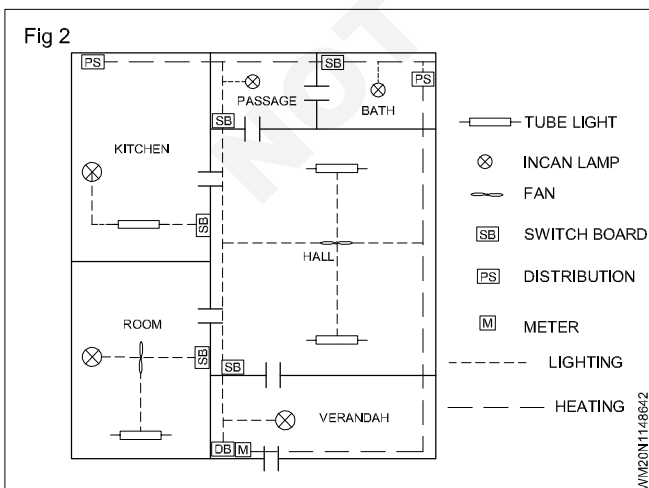 Fig 2
PS
SB
PASSAGE
BATH
PS
SB
KITCHEN
SB
HALL
ROOM
SB
SB
VERANDAH
DB M
TUBE LIGHT
INCAN LAMP
FAN
SB SWITCH BOARD
PS DISTRIBUTION
M METER
LIGHTING
HEATING
WM20N1148642
NOT